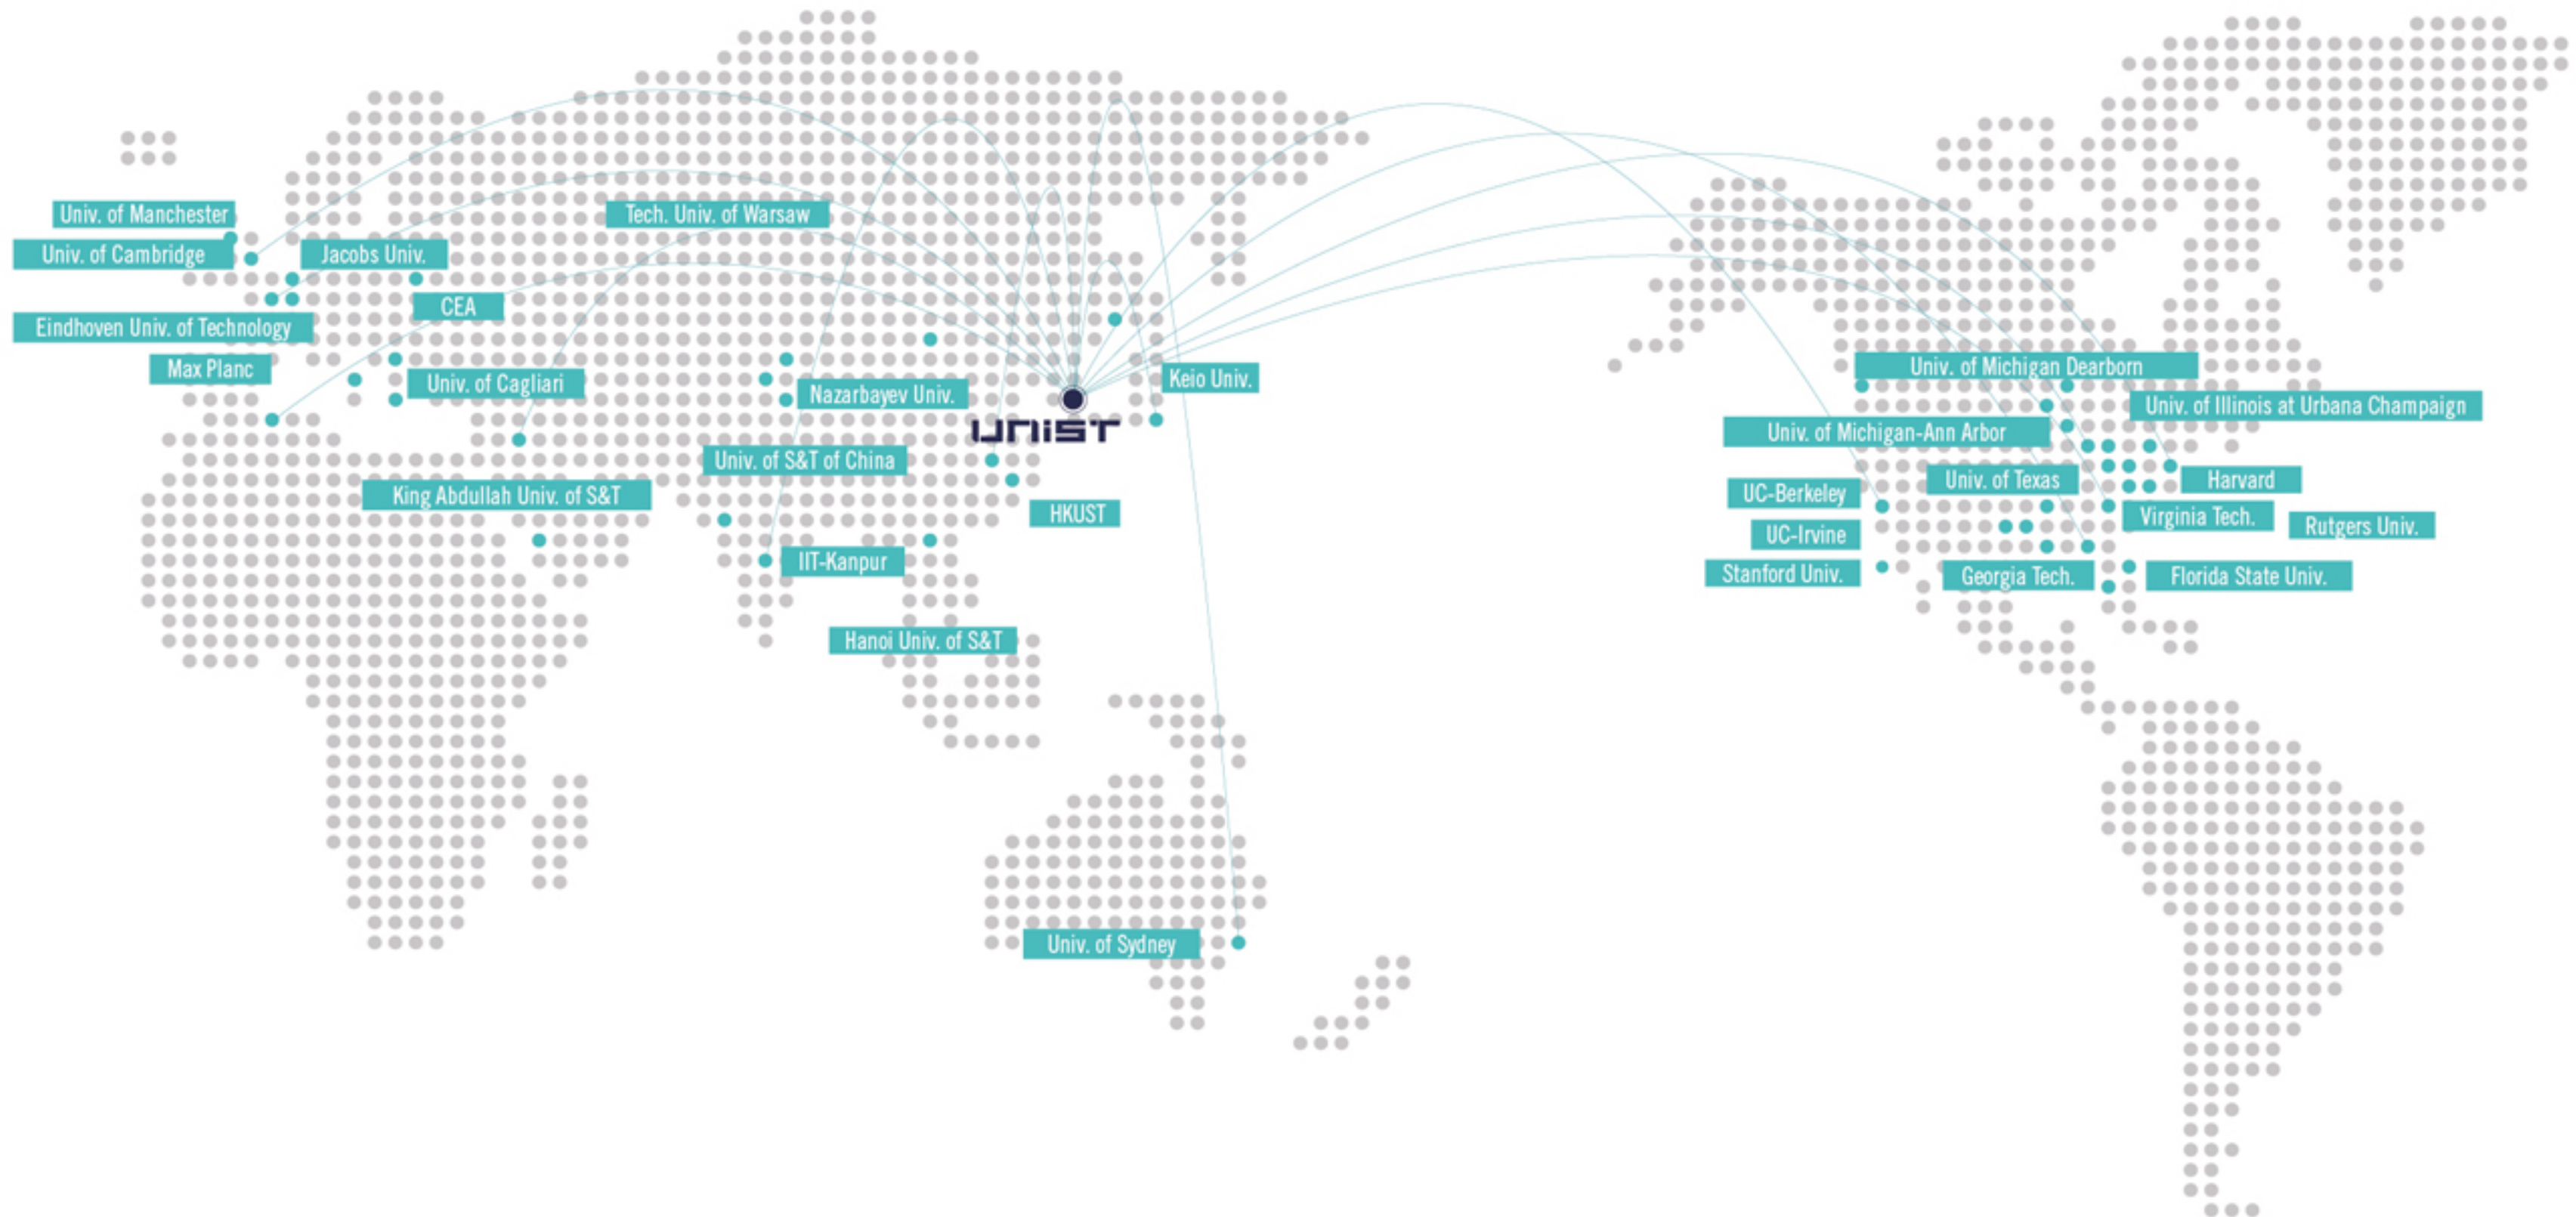 Univ. of Manchester
Tech. Univ. of Warsaw
Univ. of Cambridge
Jacobs Univ.
CEA
Eindhoven Univ. of Technology
Max Planc
Univ. of Cagliari
Nazarbayev Univ.
Keio Univ.
UNIST
Univ. of S&T of China
King Abdullah Univ. of S&T
HKUST
IIT-Kanpur
Hanoi Univ. of S&T
Univ. of Sydney
Univ. of Michigan Dearborn
Univ. of Illinois at Urbana Champaign
Univ. of Michigan-Ann Arbor
Univ. of Texas
Harvard
UC-Berkeley
Virginia Tech.
Rutgers Univ.
UC-Irvine
Stanford Univ.
Georgia Tech.
Florida State Univ.